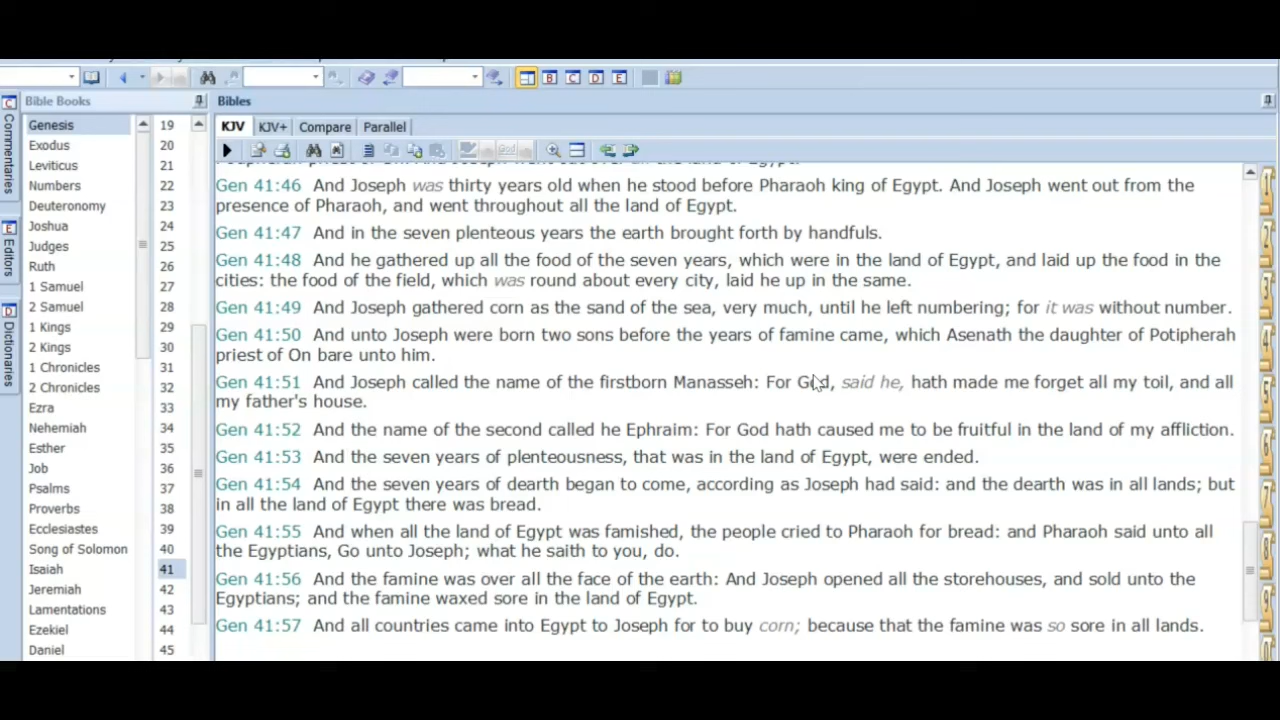 Bible Books
Bibles
KJV KJV+ Compare Parallel
B C D E
C Commentaries
E Editors
D Dictionaries
Genesis 19
Exodus 20
Leviticus 21
Numbers 22
Deuteronomy 23
Joshua 24
Judges 25
Ruth 26
1 Samuel 27
2 Samuel 28
1 Kings 29
2 Kings 30
1 Chronicles 31
2 Chronicles 32
Ezra 33
Nehemiah 34
Esther 35
Job 36
Psalms 37
Proverbs 38
Ecclesiastes 39
Song of Solomon 40
Isaiah 41
Jeremiah 42
Lamentations 43
Ezekiel 44
Daniel 45
Gen 41:46 And Joseph was thirty years old when he stood before Pharaoh king of Egypt. And Joseph went out from the
presence of Pharaoh, and went throughout all the land of Egypt.
Gen 41:47 And in the seven plenteous years the earth brought forth by handfuls.
Gen 41:48 And he gathered up all the food of the seven years, which were in the land of Egypt, and laid up the food in the
cities: the food of the field, which was round about every city, laid he up in the same.
Gen 41:49 And Joseph gathered corn as the sand of the sea, very much, until he left numbering; for it was without number.
Gen 41:50 And unto Joseph were born two sons before the years of famine came, which Asenath the daughter of Potipherah
priest of On bare unto him.
Gen 41:51 And Joseph called the name of the firstborn Manasseh: For God, said he, hath made me forget all my toil, and all
my father's house.
Gen 41:52 And the name of the second called he Ephraim: For God hath caused me to be fruitful in the land of my affliction.
Gen 41:53 And the seven years of plenteousness, that was in the land of Egypt, were ended.
Gen 41:54 And the seven years of dearth began to come, according as Joseph had said: and the dearth was in all lands; but
in all the land of Egypt there was bread.
Gen 41:55 And when all the land of Egypt was famished, the people cried to Pharaoh for bread: and Pharaoh said unto all
the Egyptians, Go unto Joseph; what he saith to you, do.
Gen 41:56 And the famine was over all the face of the earth: And Joseph opened all the storehouses, and sold unto the
Egyptians; and the famine waxed sore in the land of Egypt.
Gen 41:57 And all countries came into Egypt to Joseph for to buy corn; because that the famine was so sore in all lands.